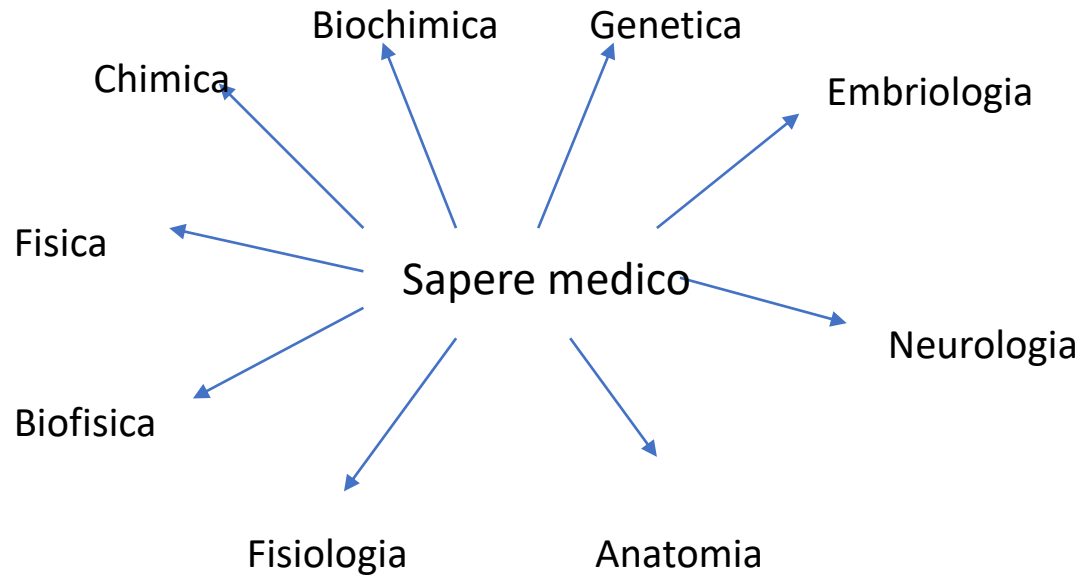 Biochimica
Genetica
Chimica
Embriologia
Fisica
Sapere medico
Neurologia
Biofisica
Fisiologia
Anatomia